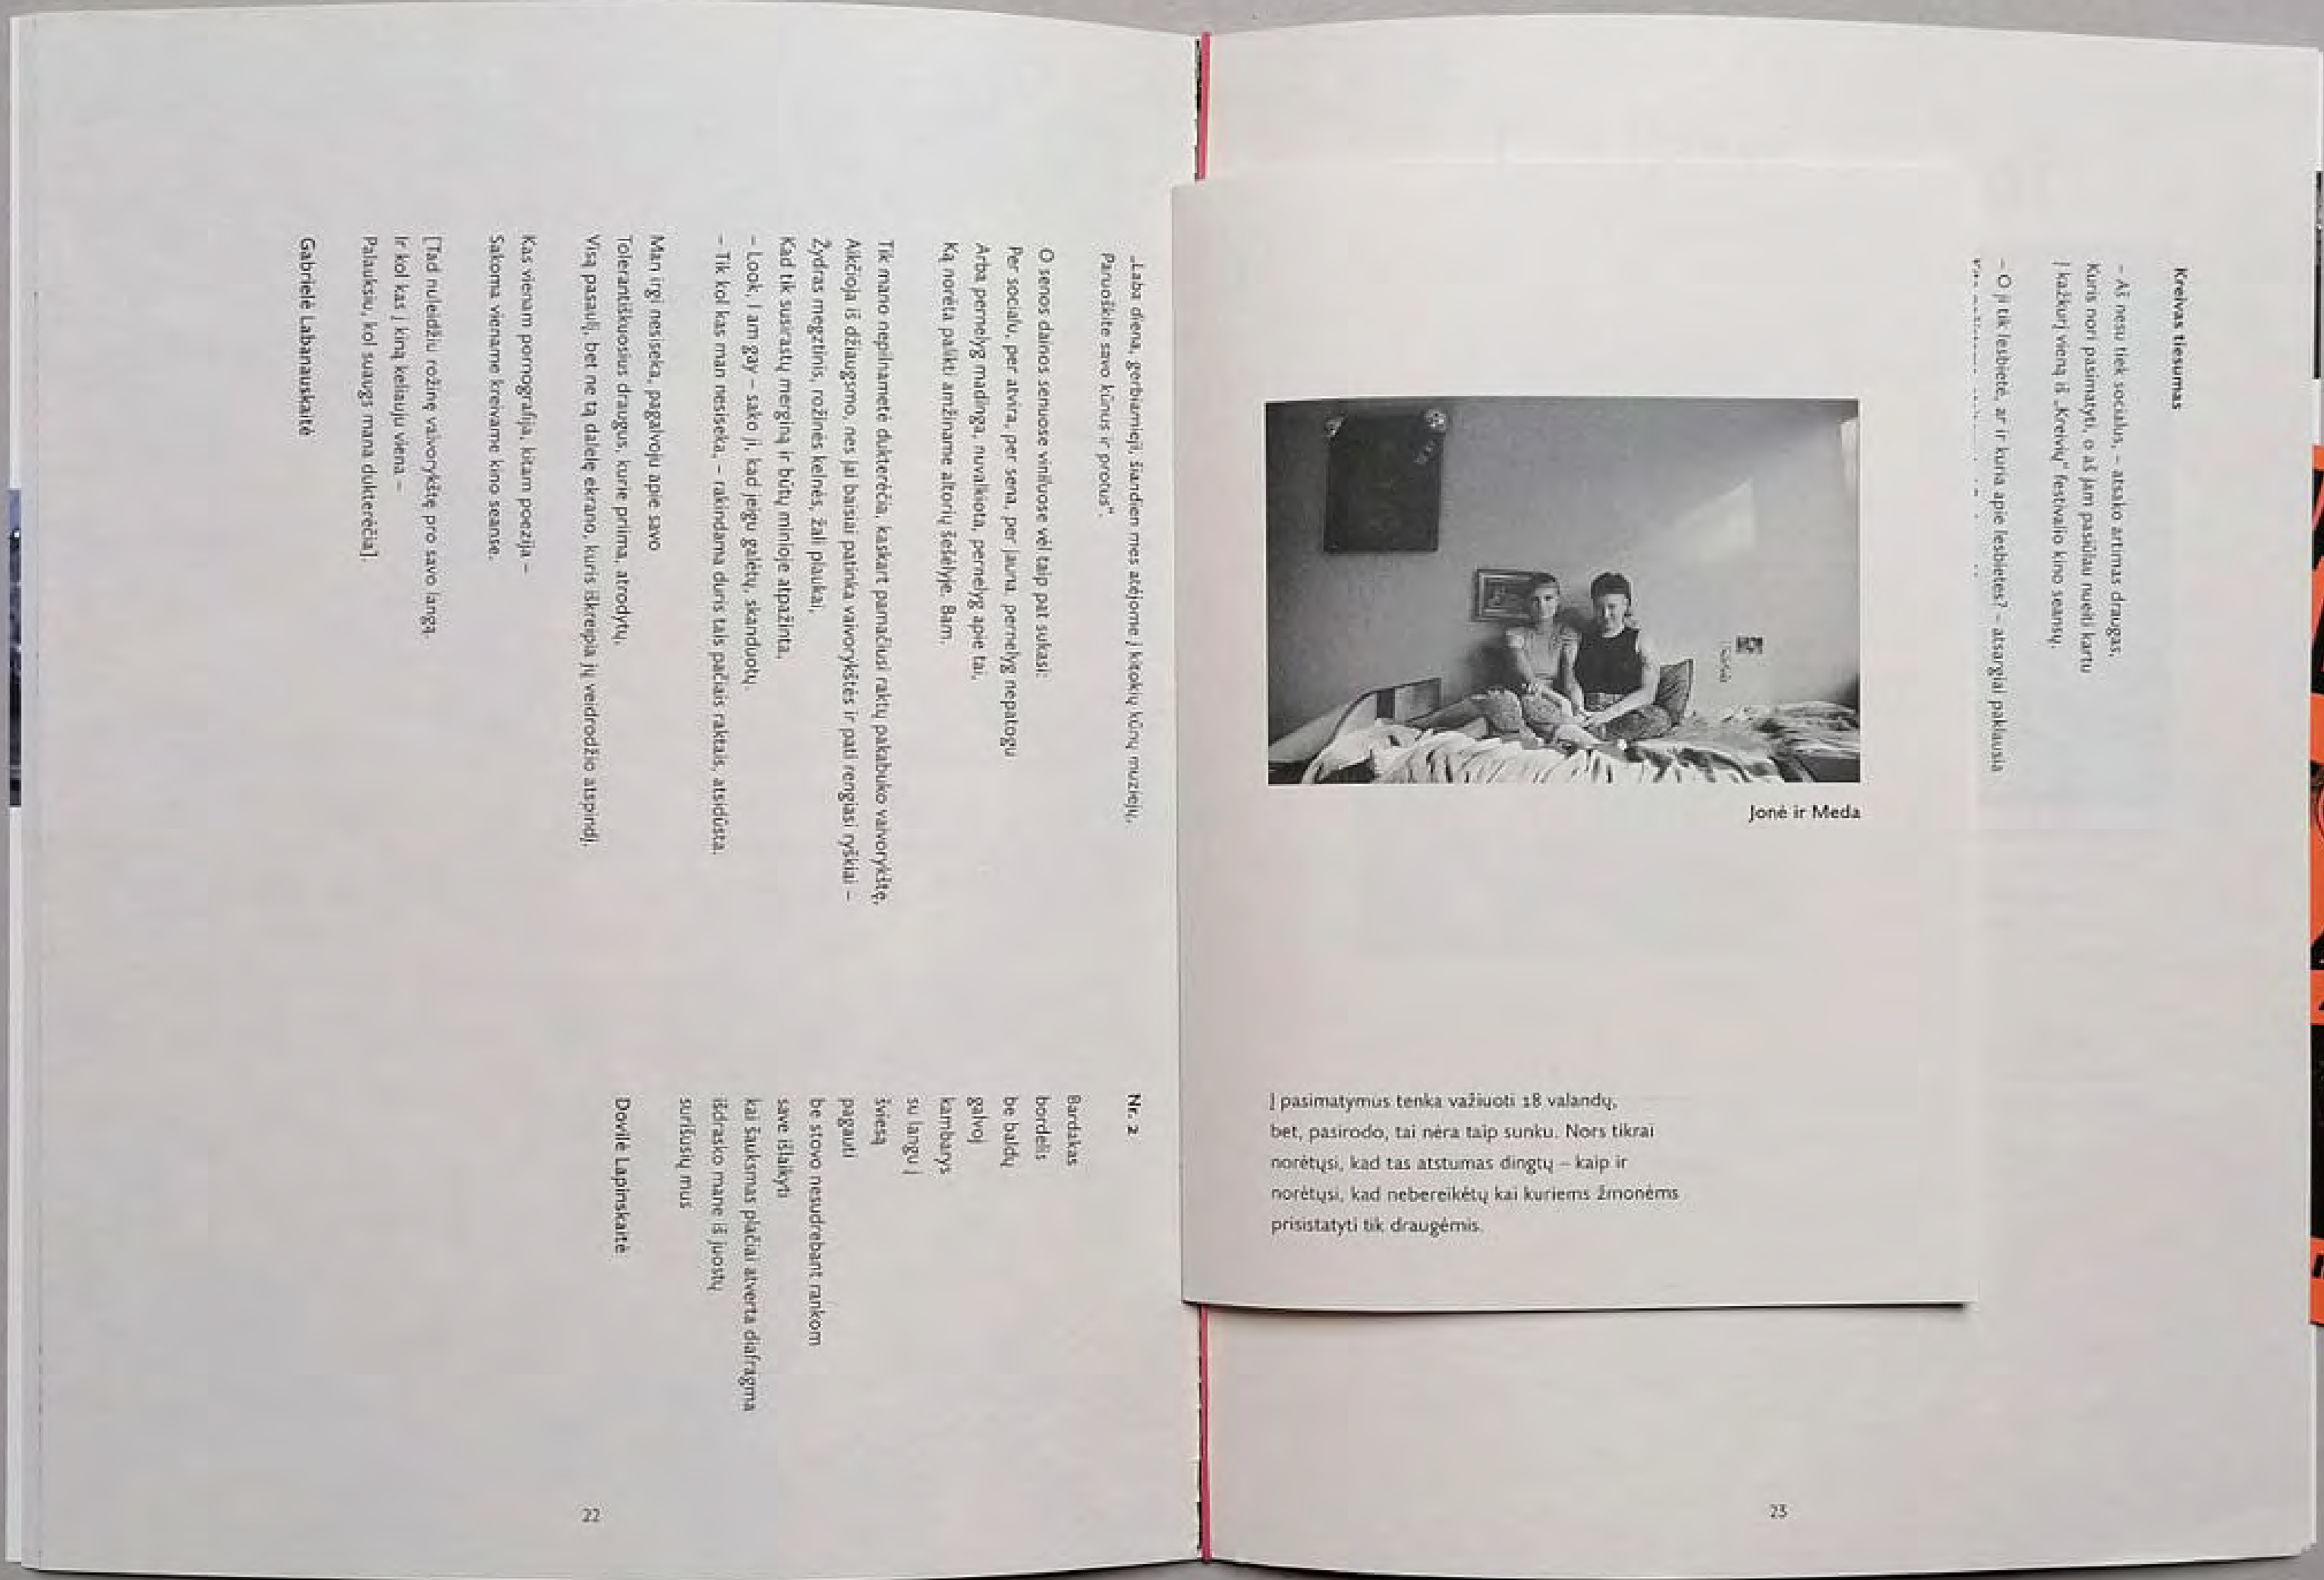 Kreivas tiesumas
– Aš nesu tiek socialus, – atsako artimas draugas,
Kuris nori pasimatyti, o aš jam pasiūlau nueiti kartu
Į kažkurį vieną iš „Kreivių“ festivalio kino seansų.
– O ji tik lesbietė, ar ir kuria apie lesbietes? – atsargiai paklausia
Jonė ir Meda
Į pasimatymus tenka važiuoti 18 valandų,
bet, pasirodo, tai nėra taip sunku. Nors tikrai
norėtųsi, kad tas atstumas dingtų – kaip ir
norėtųsi, kad nebereikėtų kai kuriems žmonėms
prisistatyti tik draugėmis.
23
„Laba diena, gerbiamieji, šiandien mes atėjome į kitokių kūnų muziejų,
Paruoškite savo kūnus ir protus“.
O senos dainos senuose viniluose vėl taip pat sukasi:
Per socialu, per atvira, per sena, per jauna, pernelyg nepatogu
Arba pernelyg madinga, nuvalkiota, pernelyg apie tai,
Ką norėta palikti amžiname altorių šešėlyje. Bam.
Tik mano nepilnametė dukterėčia, kaskart pamačiusi raktų pakabuko vaivorykštę,
Aikčioja iš džiaugsmo, nes jai baisiai patinka vaivorykštės ir pati rengiasi ryškiai –
Žydras megztinis, rožinės kelnės, žali plaukai,
Kad tik susirastų merginą ir būtų minioje atpažinta.
– Look, I am gay – sako ji, kad jeigu galėtų, skanduotų.
– Tik kol kas man nesiseka, – rakindama duris tais pačiais raktais, atsidūsta.
Man irgi nesiseka, pagalvoju apie savo
Tolerantiškuosius draugus, kurie priima, atrodytų,
Visą pasaulį, bet ne tą dalelę ekrano, kuris iškreipia jų veidrodžio atspindį.
Kas vienam pornografija, kitam poezija –
Sakoma viename kreivame kino seanse.
[Tad nuleidžiu rožinę vaivorykštę pro savo langą.
Ir kol kas į kiną keliauju viena –
Palauksiu, kol suaugs mana dukterėčia].
Gabrielė Labanauskaitė
Nr. 2
Bardakas
bordelis
be baldų
galvoj
kambarys
su langu į
šviesą
pagauti
be stovo nesudrebant rankom
save išlaikyti
kai šauksmas plačiai atverta diafragma
išdrasko mane iš juostų
surišusių mus
Dovilė Lapinskaitė
22